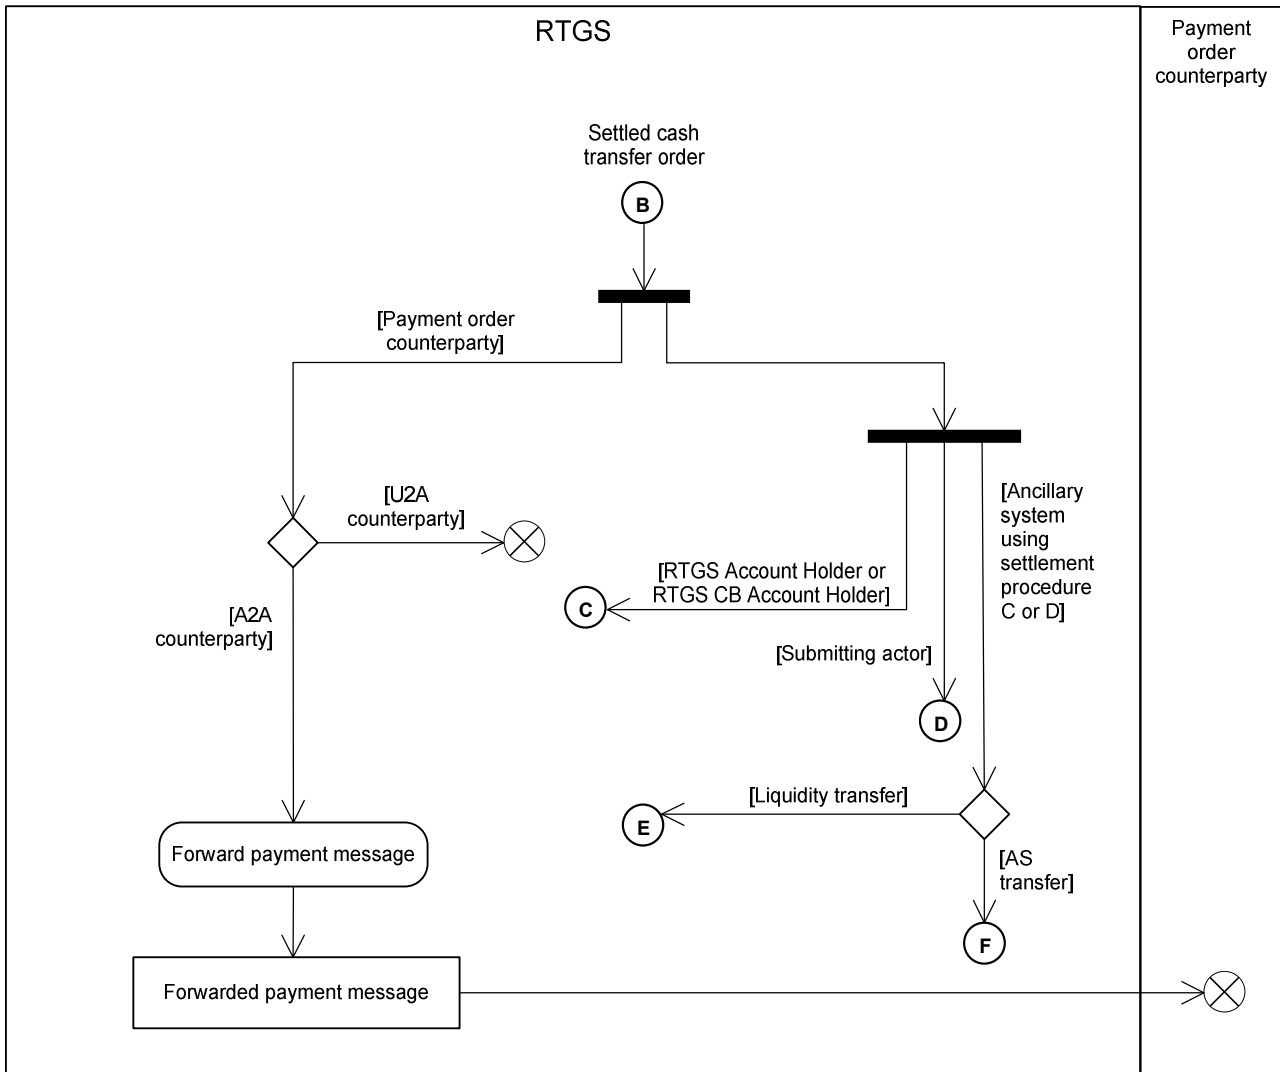 RTGS
Payment
order
counterparty
Settled cash
transfer order
B
[Payment order
counterparty]
[U2A
counterparty]
[Ancillary
system
using
settlement
procedure
C or D]
[RTGS Account Holder or
RTGS CB Account Holder]
C
[A2A
counterparty]
[Submitting actor]
D
[Liquidity transfer]
E
Forward payment message
[AS
transfer]
F
Forwarded payment message